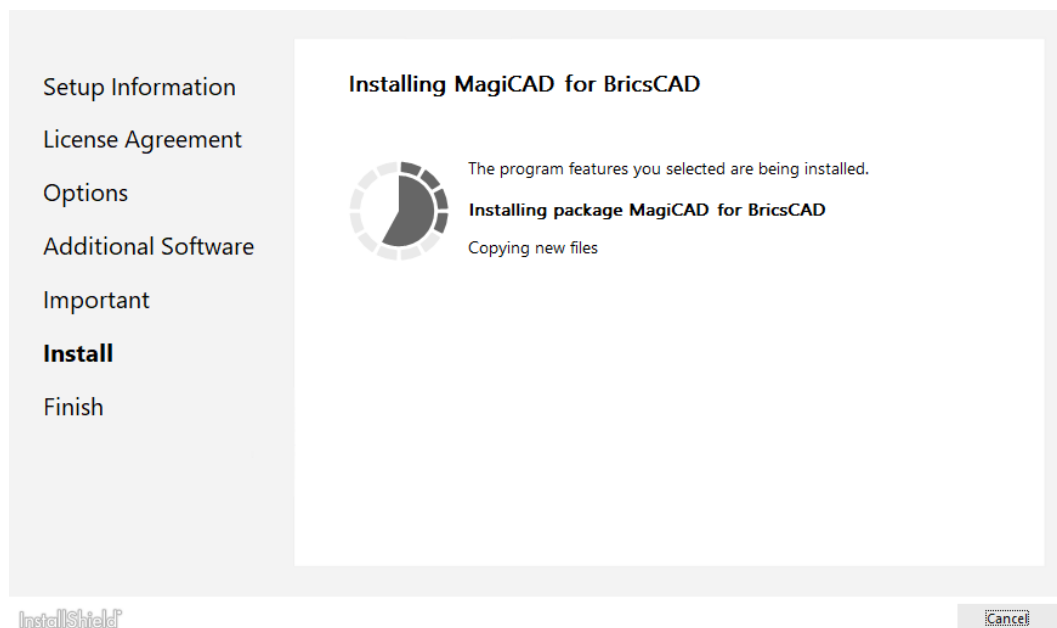 Setup Information
License Agreement
Options
Additional Software
Important
Install
Finish
Installing MagiCAD for BricsCAD
The program features you selected are being installed.
Installing package MagiCAD for BricsCAD
Copying new files
InstallShield
Cancel